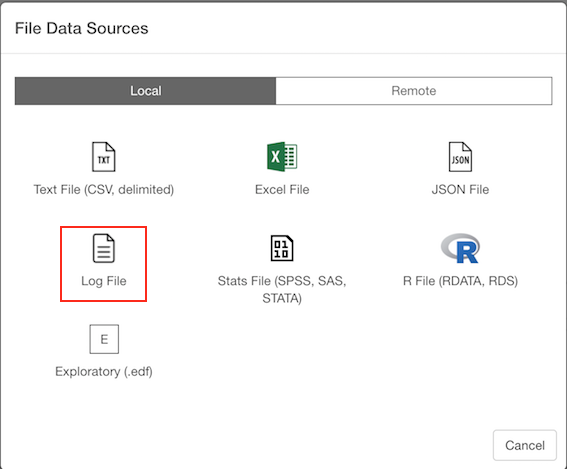 File Data Sources
Local
Remote
TXT
X
JSON
Text File (CSV, delimited)
Excel File
JSON File
01
10
R
Log File
Stats File (SPSS, SAS,
STATA)
R File (RDATA, RDS)
E
Exploratory (.edf)
Cancel